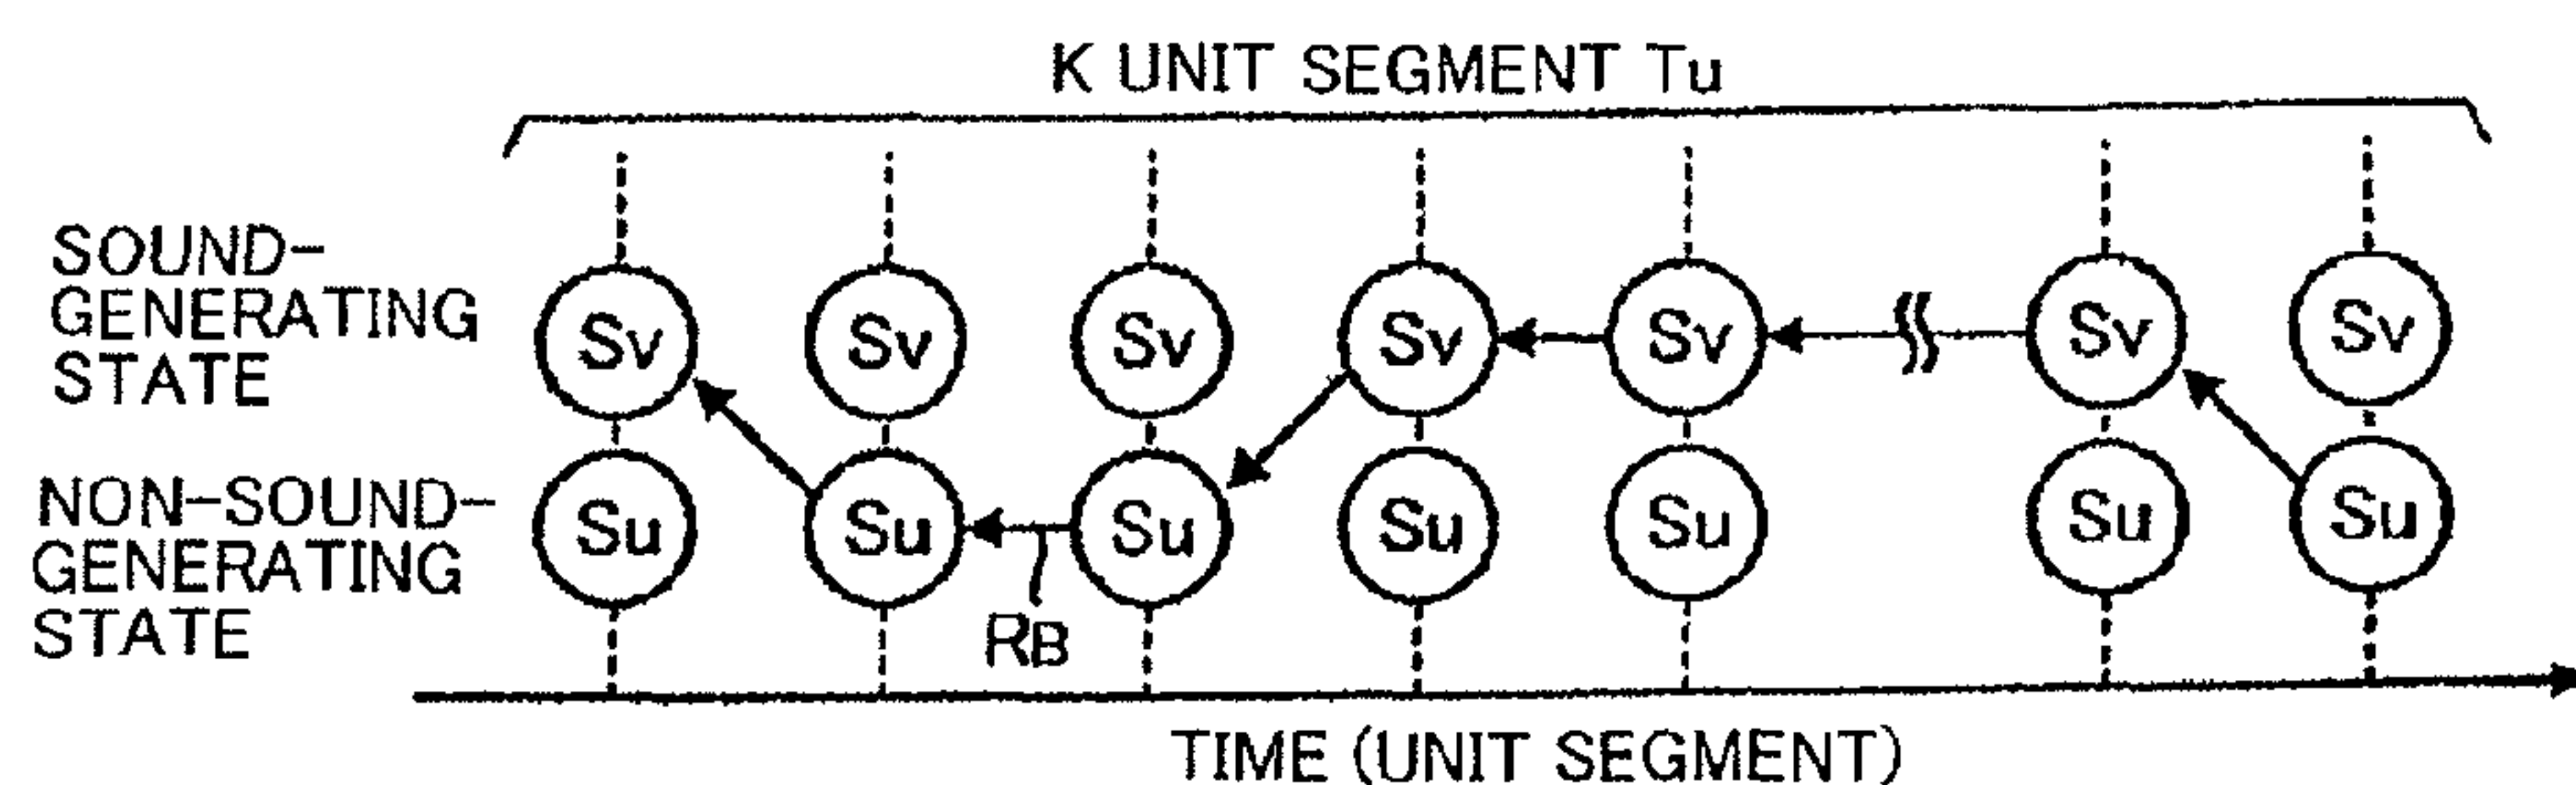 K UNIT SEGMENT Tu
SOUND-
GENERATING
STATE
Sv Sv Sv Sv Sv Sv Sv
NON-SOUND-
GENERATING
STATE
Su Su Su Su Su Su Su
RB
TIME (UNIT SEGMENT)